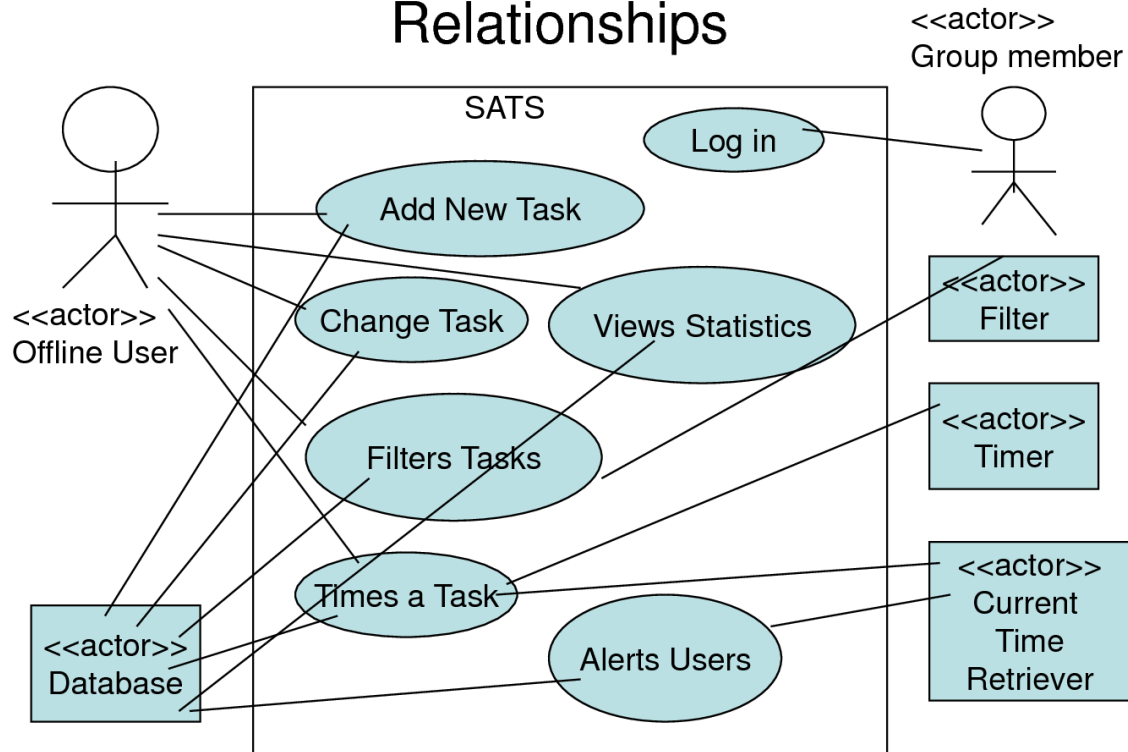 Relationships
<<actor>>
Group member
SATS
Log in
Add New Task
<<actor>>
Filter
Change Task
Views Statistics
<<actor>>
Offline User
<<actor>>
Timer
Filters Tasks
<<actor>>
Current
Time
Retriever
Times a Task
Alerts Users
<<actor>>
Database